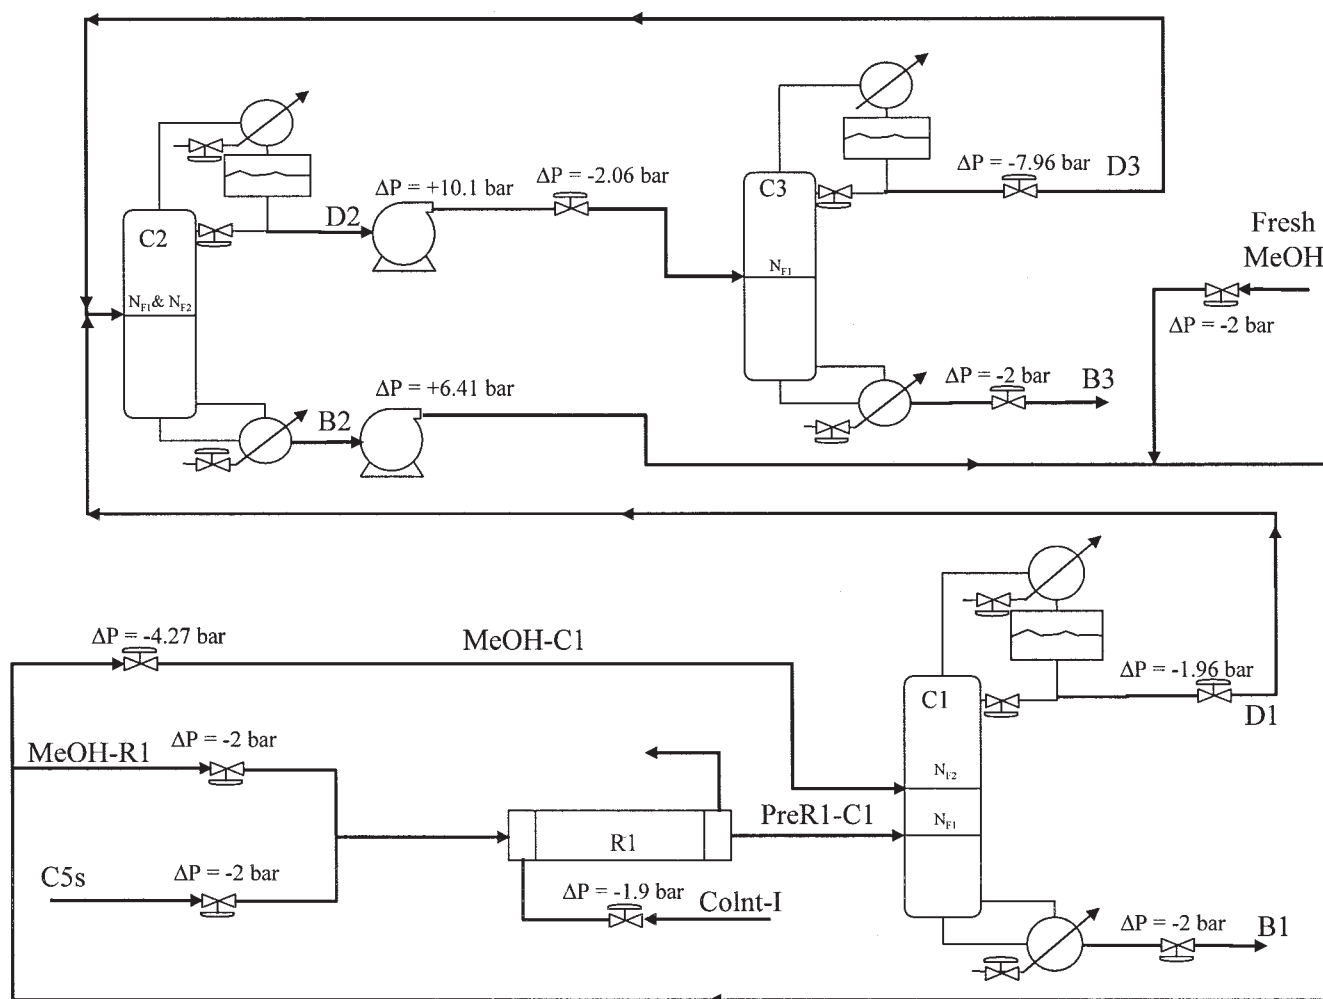 ΔP = -7.96 bar
D3
ΔP = +10.1 bar
ΔP = -2.06 bar
C3
D2
C2
Fresh
MeOH
N_F1
N_F1 & N_F2
ΔP = -2 bar
ΔP = +6.41 bar
ΔP = -2 bar
B3
B2
ΔP = -4.27 bar
MeOH-C1
ΔP = -1.96 bar
C1
D1
ΔP = -2 bar
MeOH-R1
N_F2
PreR1-C1
N_F1
R1
C5s
ΔP = -2 bar
ΔP = -1.9 bar
Colnt-I
ΔP = -2 bar
B1